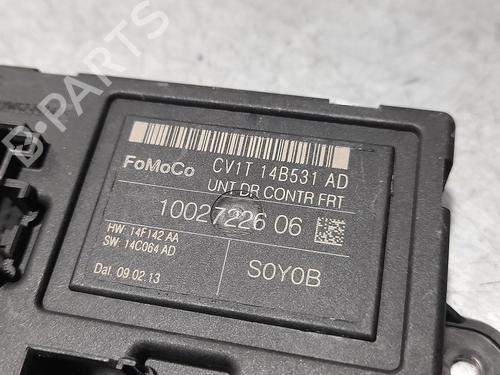 FoMoCo CV1T 14B531 AD
UNT DR CONTR FRT
10027226 06
HW: 14F142 AA
SW: 14C064 AD
S0Y0B
Dat. 09.02.13